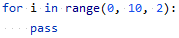 for i in range(0, 10, 2):
    pass